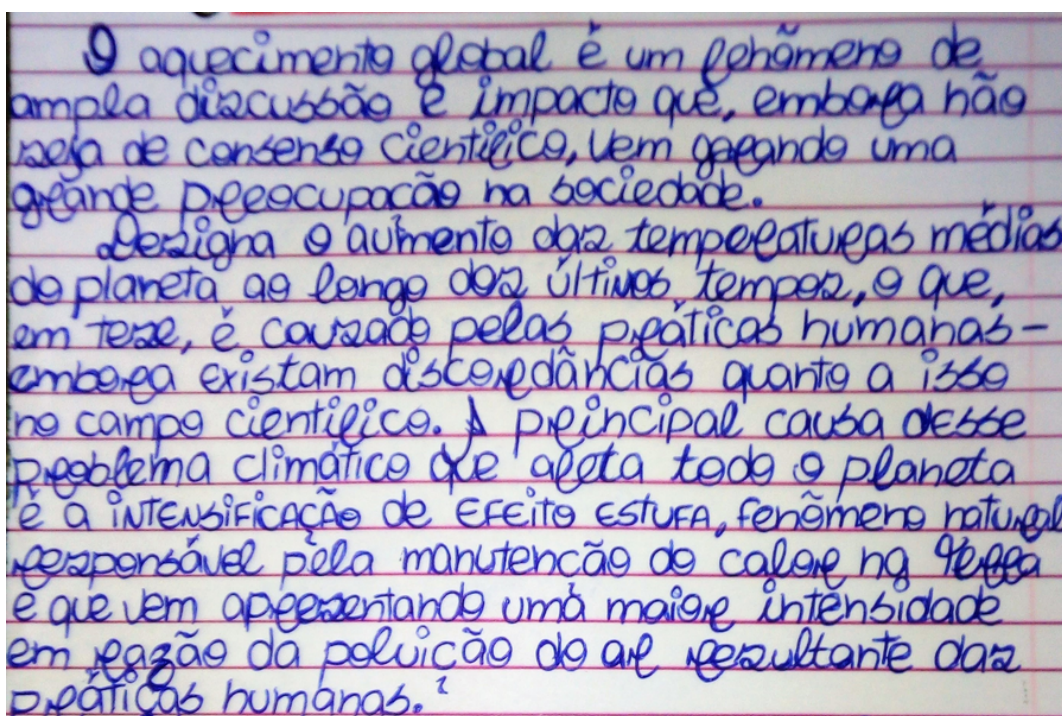 O aquecimento global é um fenômeno de
ampla discussão e impacto que, embora não
seja de consenso científico, vem gerando uma
grande preocupação na sociedade.
Designa o aumento das temperaturas médias
do planeta ao longo dos últimos tempos, o que,
em tese, é causado pelas práticas humanas –
embora existam discordâncias quanto a isso
no campo científico. A principal causa desse
problema climático que afeta todo o planeta
é a INTENSIFICAÇÃO do EFEITO ESTUFA, fenômeno natural
responsável pela manutenção do calor na Terra
e que vem apresentando uma maior intensidade
em razão da poluição do ar resultante das
práticas humanas.